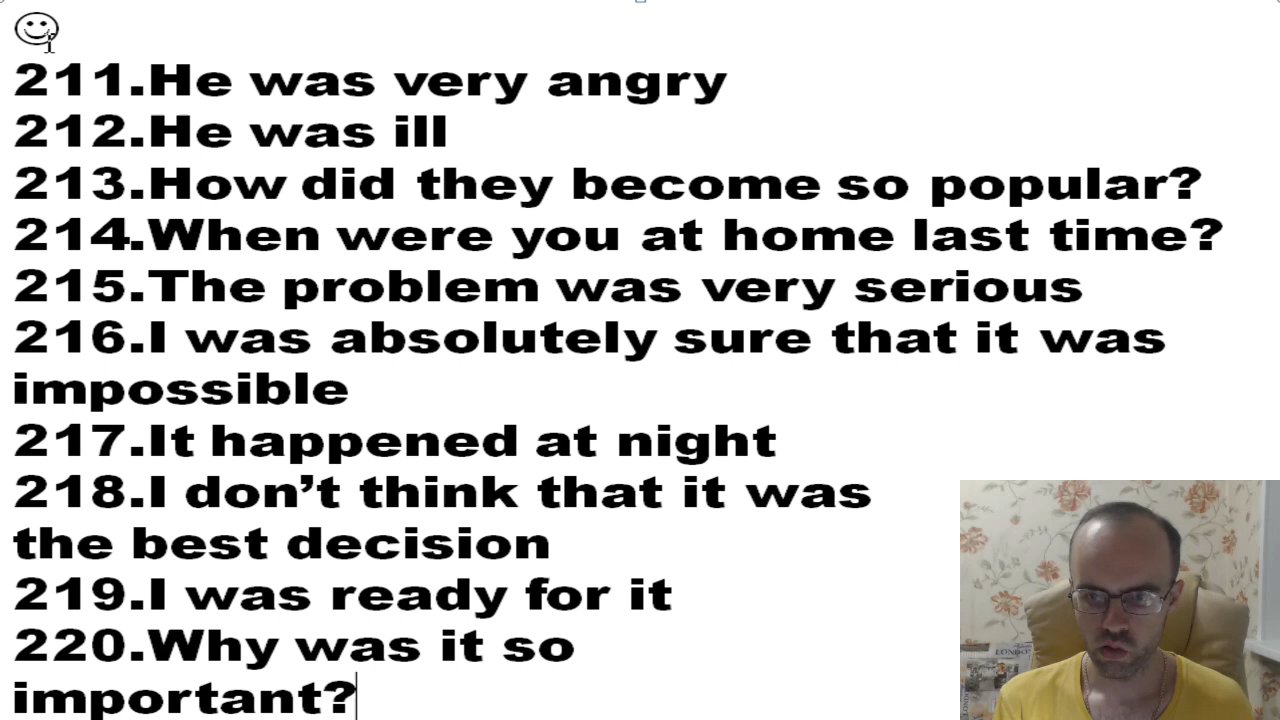 211.He was very angry
212.He was ill
213.How did they become so popular?
214.When were you at home last time?
215.The problem was very serious
216.I was absolutely sure that it was
impossible
217.It happened at night
218.I don’t think that it was
the best decision
219.I was ready for it
220.Why was it so
important?
LONDON